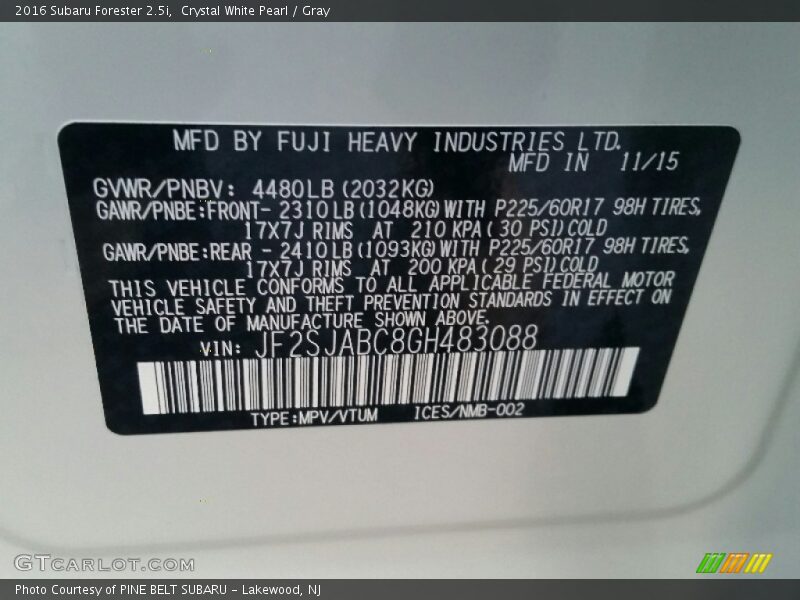 2016 Subaru Forester 2.5i,  Crystal White Pearl / Gray
MFD BY FUJI HEAVY INDUSTRIES LTD.
MFD IN 11/15
GVWR/PNBV: 4480LB (2032KG)
GAWR/PNBE:FRONT- 2310LB (1048KG)WITH P225/60R17 98H TIRES,
17X7J RIMS AT 210 KPA ( 30 PSI)COLD
GAWR/PNBE:REAR - 2410LB (1093KG)WITH P225/60R17 98H TIRES,
17X7J RIMS AT 200 KPA ( 29 PSI)COLD
THIS VEHICLE CONFORMS TO ALL APPLICABLE FEDERAL MOTOR
VEHICLE SAFETY AND THEFT PREVENTION STANDARDS IN EFFECT ON
THE DATE OF MANUFACTURE SHOWN ABOVE.
VIN: JF2SJABC8GH483088
TYPE:MPV/VTUM ICES/NMB-002
GTCARLOT.COM
Photo Courtesy of PINE BELT SUBARU - Lakewood, NJ